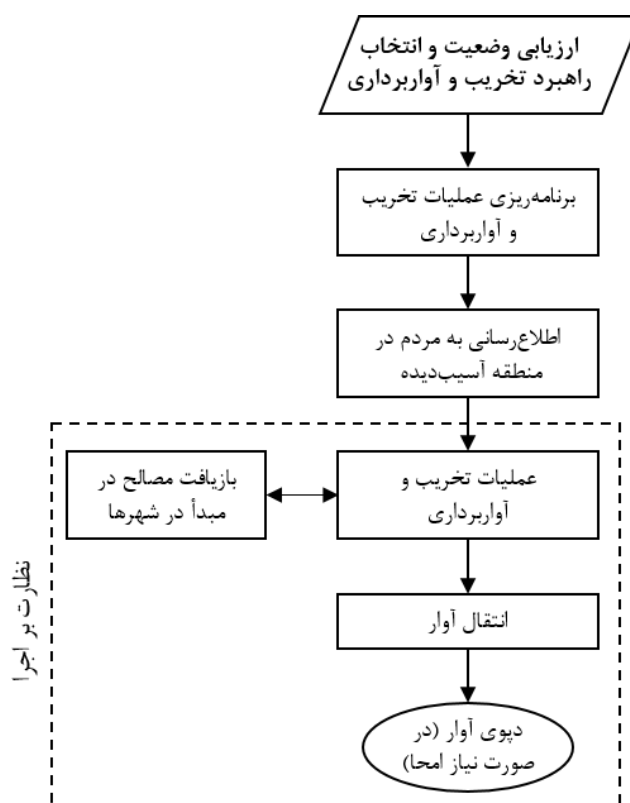 ارزیابی وضعیت و انتخاب
راهبرد تخریب و آواربرداری
برنامه‌ریزی عملیات تخریب
و آواربرداری
اطلاع‌رسانی به مردم در
منطقه آسیب‌دیده
عملیات تخریب و
آواربرداری
بازیافت مصالح در
مبدأ در شهرها
انتقال آوار
دپوی آوار (در
صورت نیاز امحا)
نظارت بر اجرا